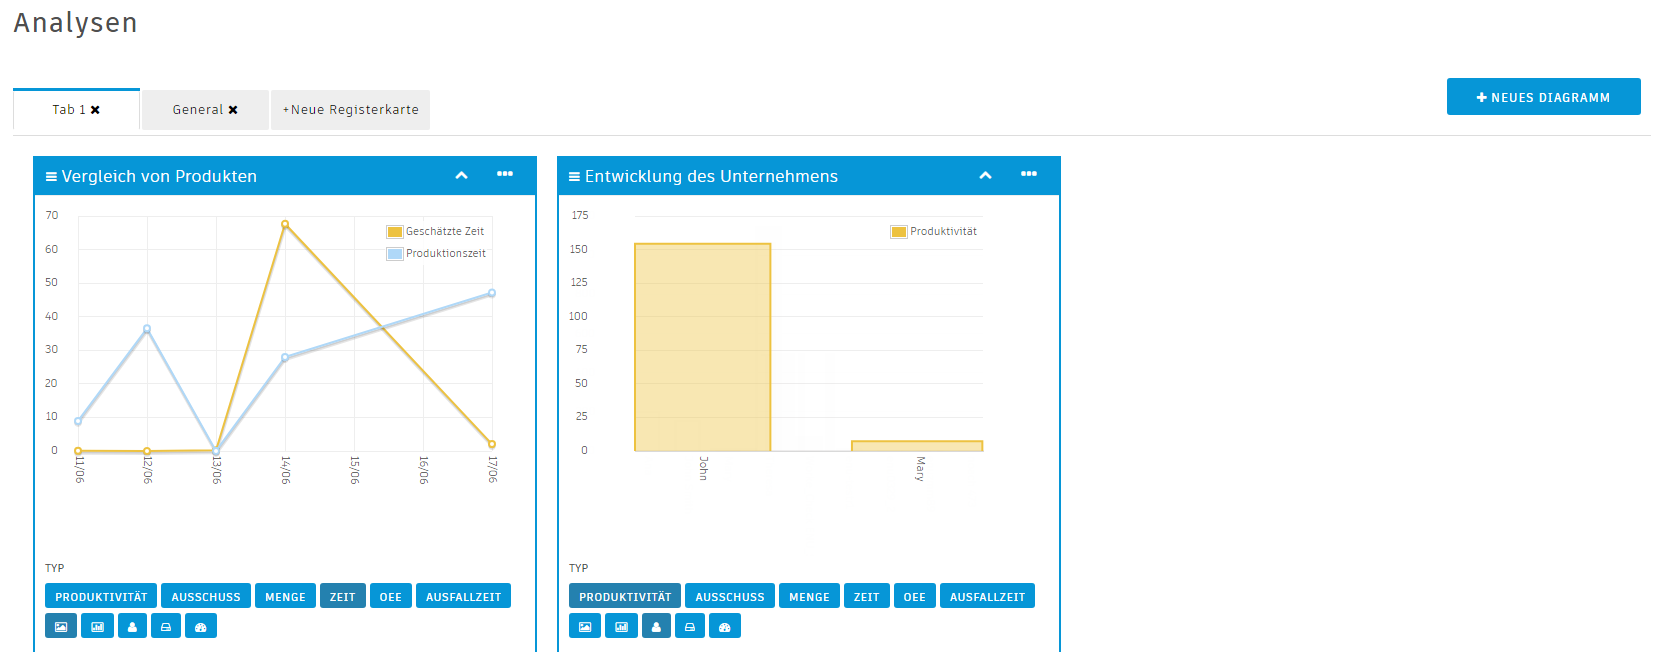 Analysen
Tab 1 General +Neue Registerkarte
NEUES DIAGRAMM
Vergleich von Produkten
70
60
50
40
30
20
10
0
Geschätzte Zeit
Produktionszeit
11/06 12/06 13/06 14/06 15/06 16/06 17/06
TYP
PRODUKTIVITÄT AUSSCHUSS MENGE ZEIT OEE AUSFALLZEIT
Entwicklung des Unternehmens
175
150
125
100
75
50
25
0
Produktivität
John Mary
TYP
PRODUKTIVITÄT AUSSCHUSS MENGE ZEIT OEE AUSFALLZEIT